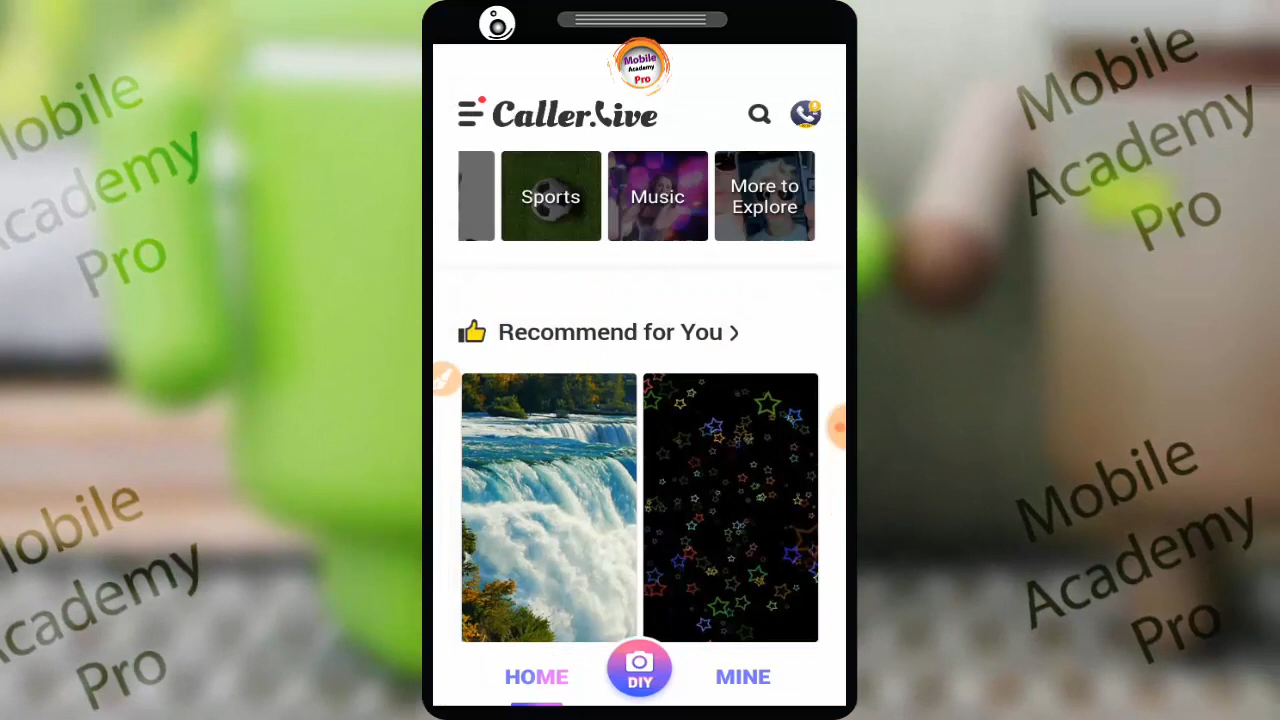 Mobile
Academy
Pro
Caller.Live
Sports
Music
More to
Explore
Recommend for You >
HOME
DIY
MINE
Mobile
Academy
Pro
Mobile
Academy
Pro
Mobile
Academy
Pro
Mobile
Academy
Pro